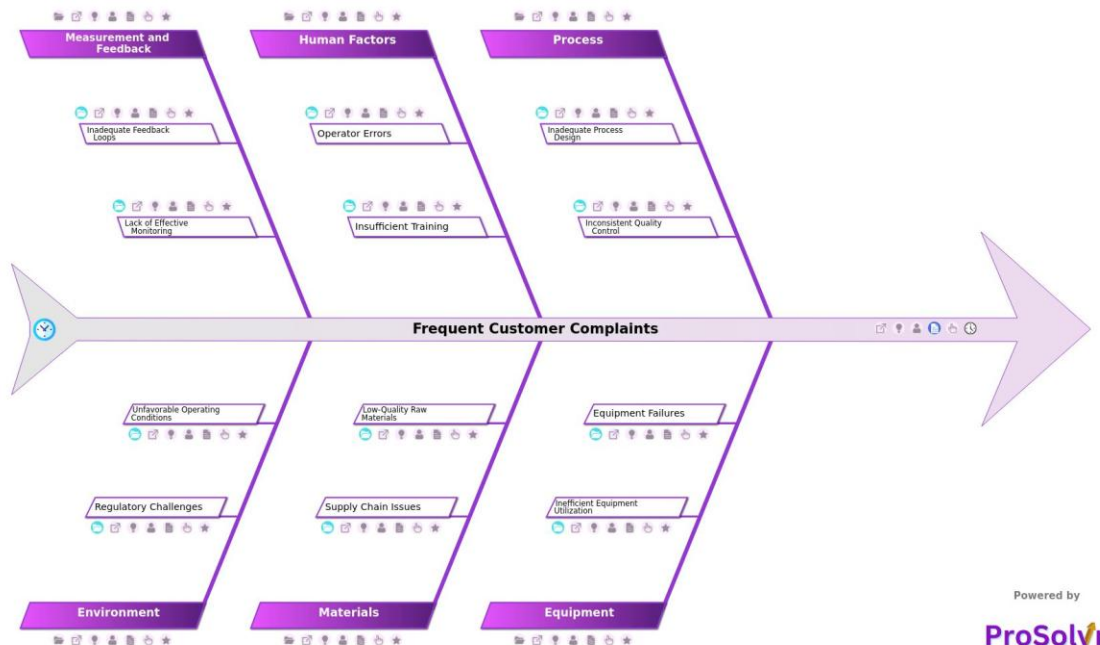 Measurement and
Feedback
Human Factors
Process
Inadequate Feedback
Loops
Operator Errors
Inadequate Process
Design
Lack of Effective
Monitoring
Insufficient Training
Inconsistent Quality
Control
Frequent Customer Complaints
Unfavorable Operating
Conditions
Low-Quality Raw
Materials
Equipment Failures
Regulatory Challenges
Supply Chain Issues
Inefficient Equipment
Utilization
Environment
Materials
Equipment
Powered by